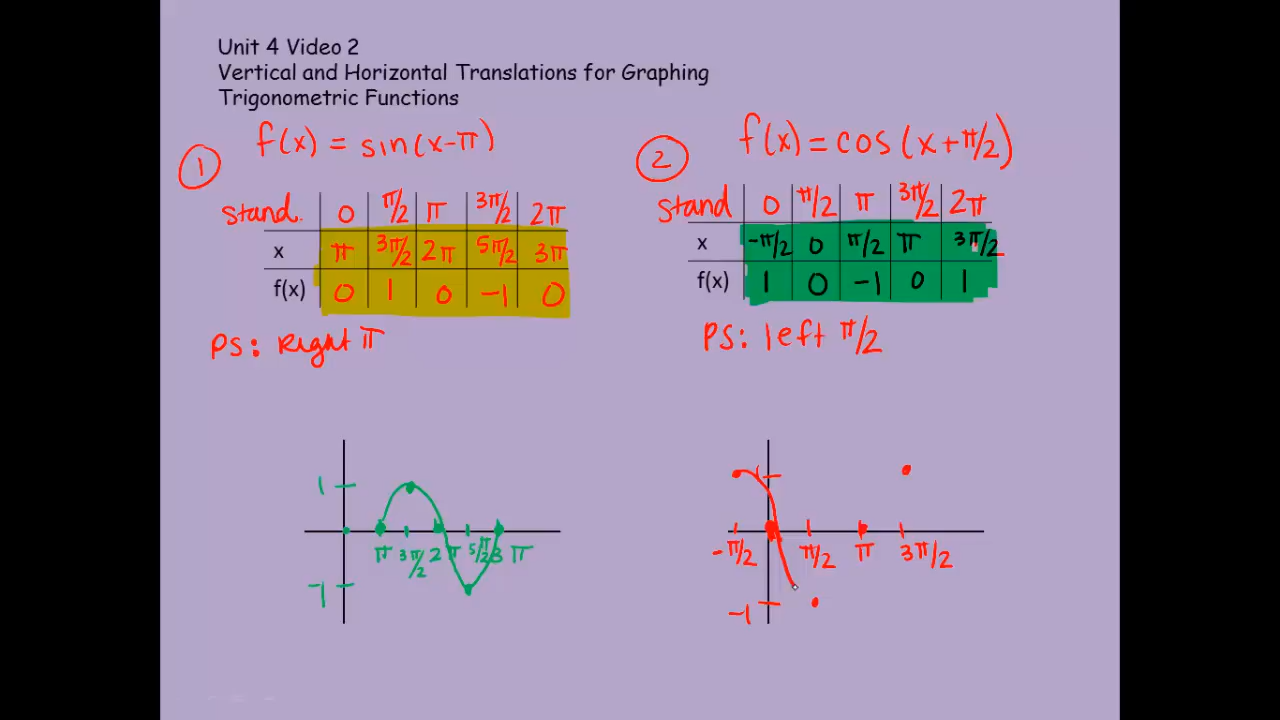 Unit 4 Video 2
Vertical and Horizontal Translations for Graphing
Trigonometric Functions
① f(x) = sin(x-π)
stand. 0 π/2 π 3π/2 2π
x π 3π/2 2π 5π/2 3π
f(x) 0 1 0 -1 0
PS: Right π
1
π 3π/2 2π 5π/2 3π
-1
② f(x) = cos(x+π/2)
stand 0 π/2 π 3π/2 2π
x -π/2 0 π/2 π 3π/2
f(x) 1 0 -1 0 1
PS: left π/2
1
-π/2 π/2 π 3π/2
-1